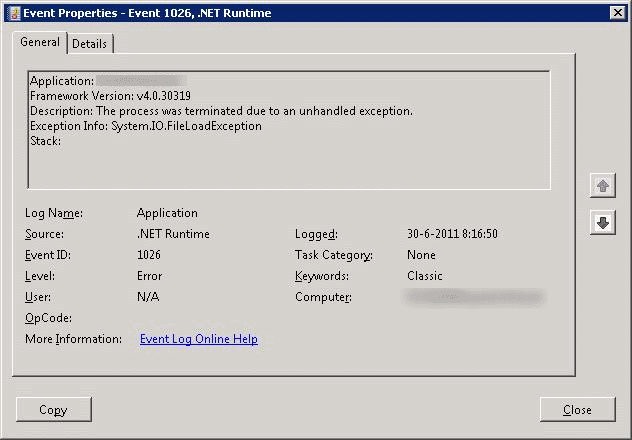 Event Properties - Event 1026, .NET Runtime
General Details
Application:
Framework Version: v4.0.30319
Description: The process was terminated due to an unhandled exception.
Exception Info: System.IO.FileLoadException
Stack:
Log Name: Application
Source: .NET Runtime Logged: 30-6-2011 8:16:50
Event ID: 1026 Task Category: None
Level: Error Keywords: Classic
User: N/A Computer:
OpCode:
More Information: Event Log Online Help
Copy Close